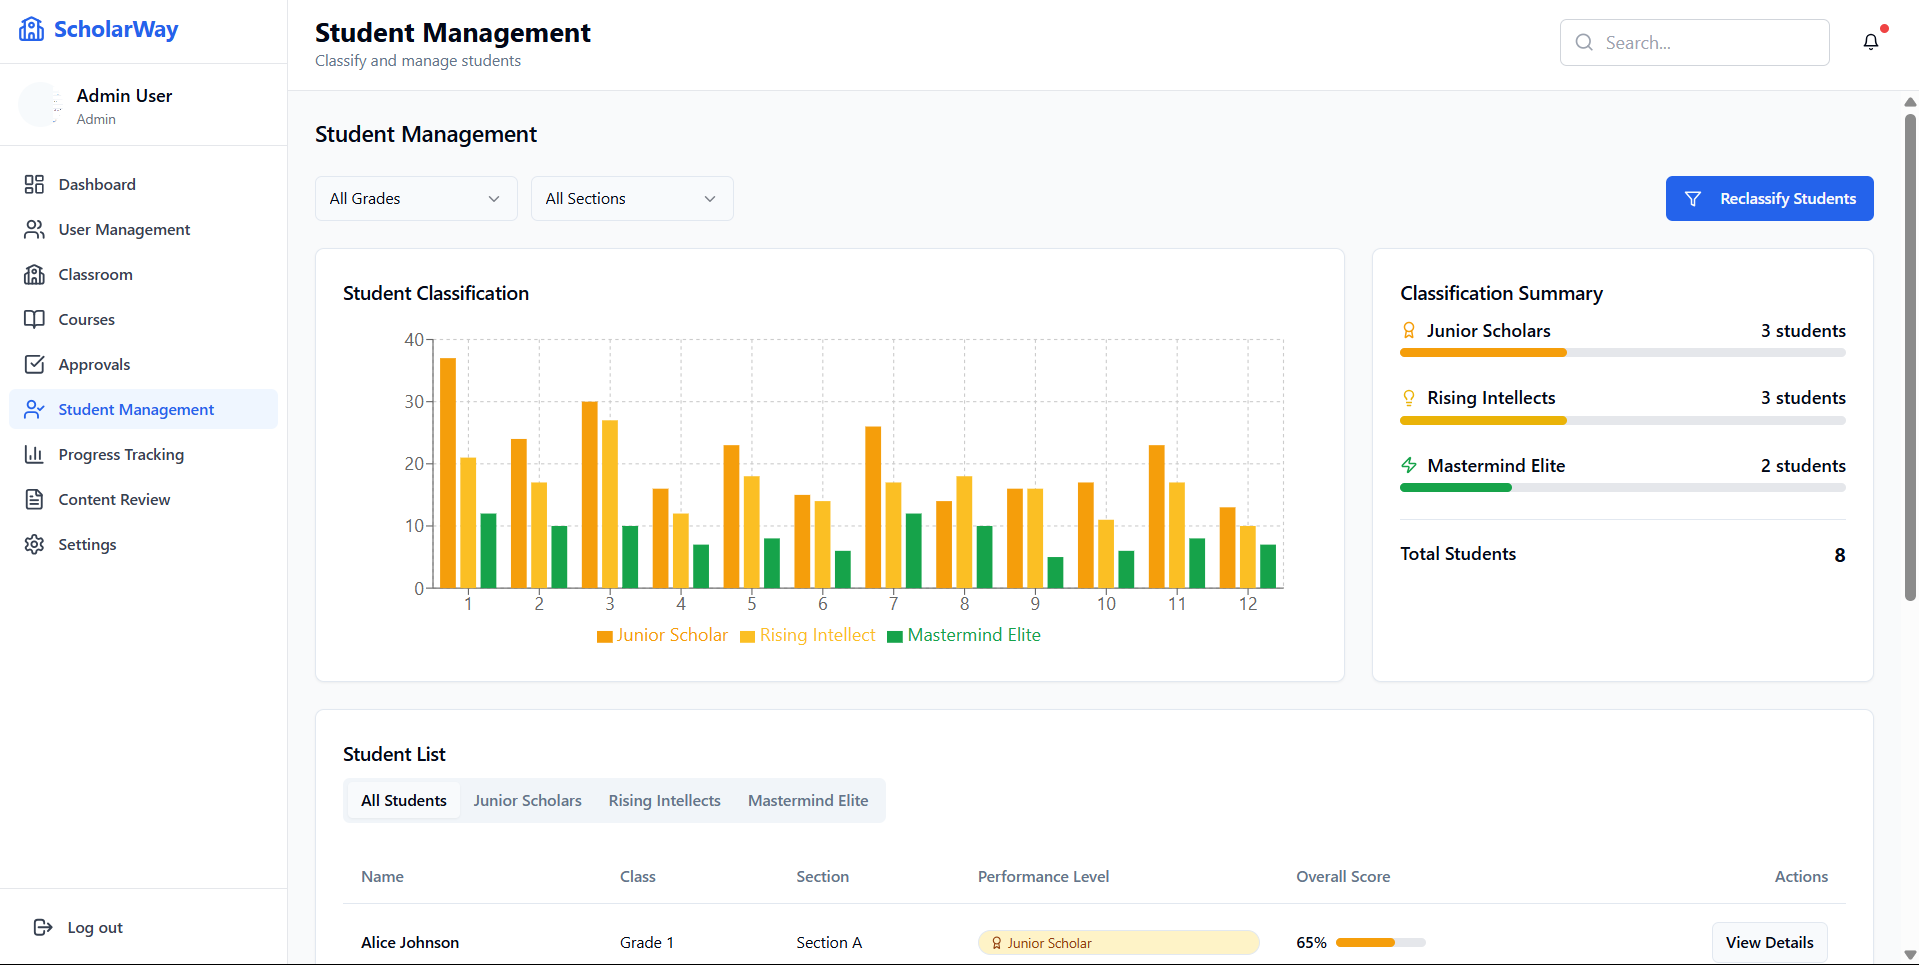 ScholarWay
Admin User
Admin
Dashboard
User Management
Classroom
Courses
Approvals
Student Management
Progress Tracking
Content Review
Settings
Log out
Student Management
Classify and manage students
Search...
Student Management
All Grades
All Sections
Reclassify Students
Student Classification
40
30
20
10
0
1 2 3 4 5 6 7 8 9 10 11 12
Junior Scholar Rising Intellect Mastermind Elite
Classification Summary
Junior Scholars 3 students
Rising Intellects 3 students
Mastermind Elite 2 students
Total Students 8
Student List
All Students Junior Scholars Rising Intellects Mastermind Elite
Name Class Section Performance Level Overall Score Actions
Alice Johnson Grade 1 Section A Junior Scholar 65% View Details